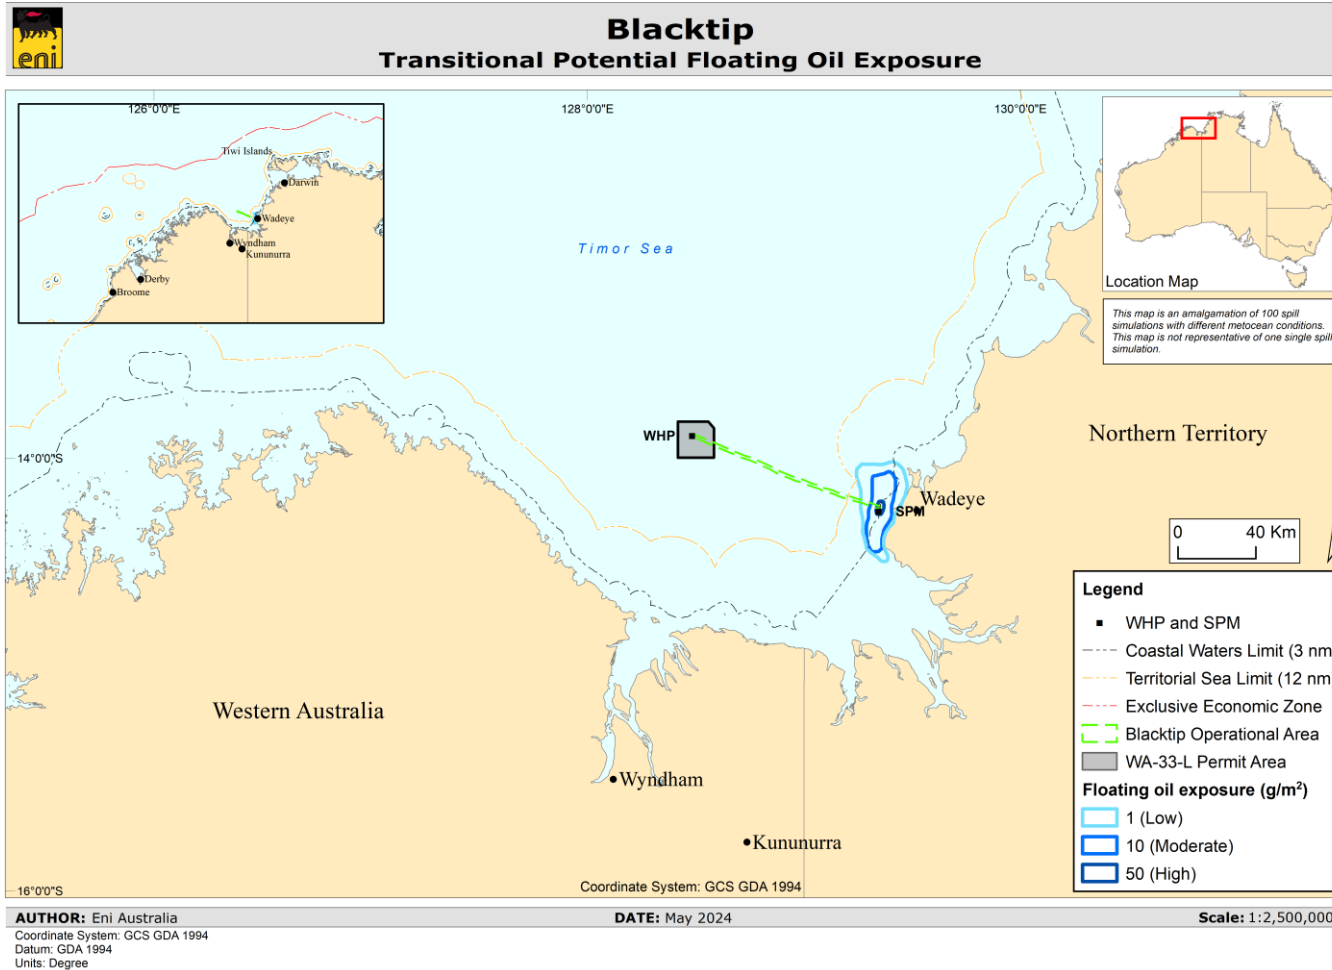 eni
Blacktip
Transitional Potential Floating Oil Exposure
126°0'0"E
128°0'0"E
130°0'0"E
Tiwi Islands
Darwin
Wadeye
Wyndham
Kununurra
Derby
Broome
Timor Sea
Location Map
This map is an amalgamation of 100 spill
simulations with different metocean conditions.
This map is not representative of one single spill
simulation.
WHP
Northern Territory
14°0'0"S
Wadeye
SPM
0 40 Km
Western Australia
Wyndham
Kununurra
Legend
WHP and SPM
Coastal Waters Limit (3 nm
Territorial Sea Limit (12 nm)
Exclusive Economic Zone
Blacktip Operational Area
WA-33-L Permit Area
Floating oil exposure (g/m²)
1 (Low)
10 (Moderate)
50 (High)
16°0'0"S
Coordinate System: GCS GDA 1994
AUTHOR: Eni Australia
DATE: May 2024
Scale: 1:2,500,000
Coordinate System: GCS GDA 1994
Datum: GDA 1994
Units: Degree